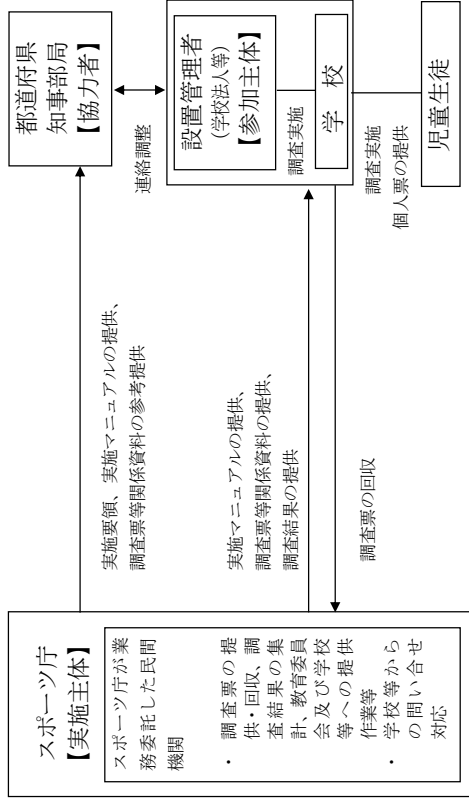 スポーツ庁
【実施主体】
スポーツ庁が業
務委託した民間
機関
・ 調査票の提
供・回収、調
査結果の集
計、教育委員
会及び学校
等への提供
作業等
・ 学校等から
の問い合せ
対応
実施要領、実施マニュアルの提供、
調査票等関係資料の参考提供
実施マニュアルの提供、
調査票等関係資料の提供、
調査結果の提供
調査票の回収
都道府県
知事部局
【協力者】
連絡調整
設置管理者
(学校法人等)
【参加主体】
調査実施
学 校
調査実施
個人票の提供
児童生徒